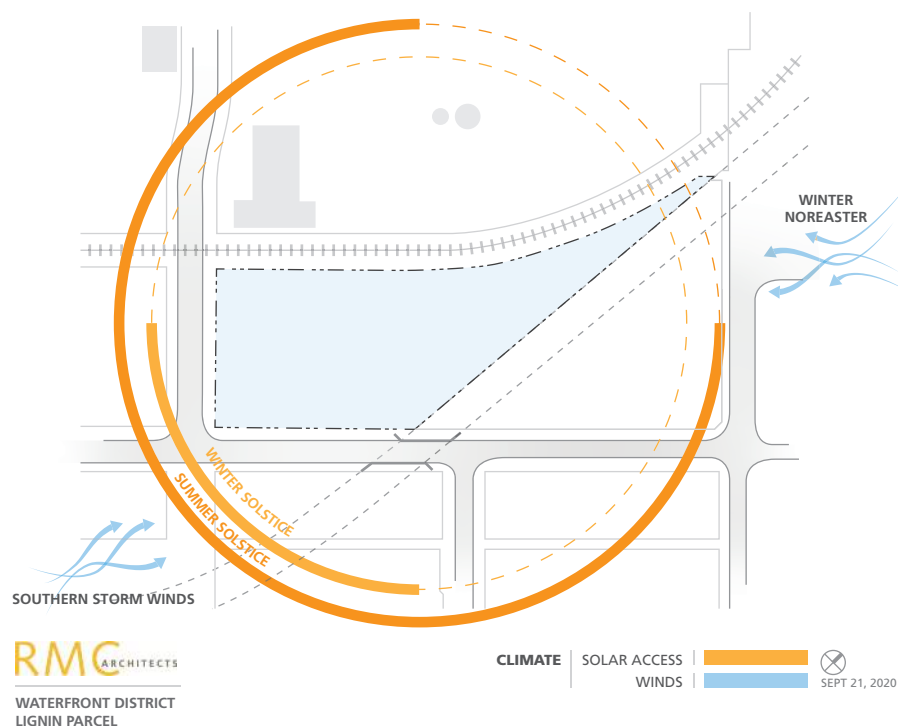 WINTER
NOREASTER
WINTER SOLSTICE
SUMMER SOLSTICE
SOUTHERN STORM WINDS
RMC ARCHITECTS
WATERFRONT DISTRICT
LIGNIN PARCEL
CLIMATE
SOLAR ACCESS
WINDS
SEPT 21, 2020